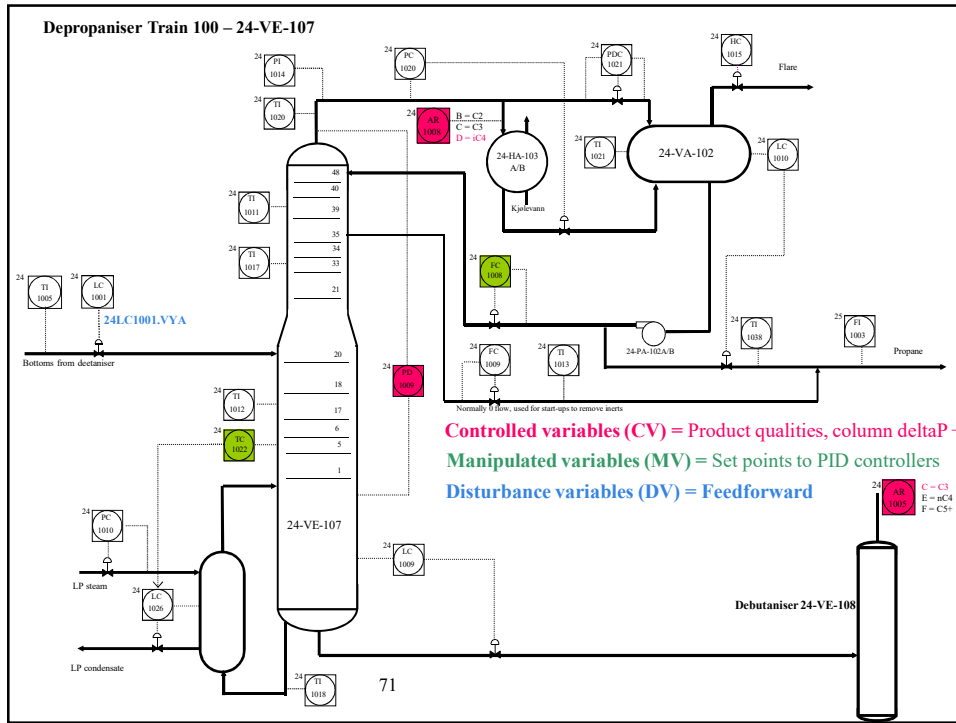 Depropaniser Train 100 – 24-VE-107
24 PI 1014
24 TI 1020
24 PC 1020
24 PDC 1021
24 HC 1015
Flare
24 AR 1008
B = C2
C = C3
D = iC4
24-HA-103 A/B
Kjølevann
24 TI 1021
24-VA-102
24 LC 1010
48
40
39
35
34
33
21
24 TI 1011
24 TI 1017
24 TI 1005
24 LC 1001
24LC1001.VYA
Bottoms from deetaniser
24 FC 1008
24-PA-102A/B
24 TI 1038
25 FI 1003
Propane
24 FC 1009
24 TI 1013
Normally 0 flow, used for start-ups to remove inerts
24 PD 1009
20
18
17
6
5
1
24 TI 1012
24 TC 1022
Controlled variables (CV) = Product qualities, column deltaP -
Manipulated variables (MV) = Set points to PID controllers
Disturbance variables (DV) = Feedforward
24 AR 1005
C = C3
E = nC4
F = C5+
24-VE-107
24 PC 1010
LP steam
24 LC 1026
LP condensate
24 LC 1009
Debutaniser 24-VE-108
24 TI 1018
71